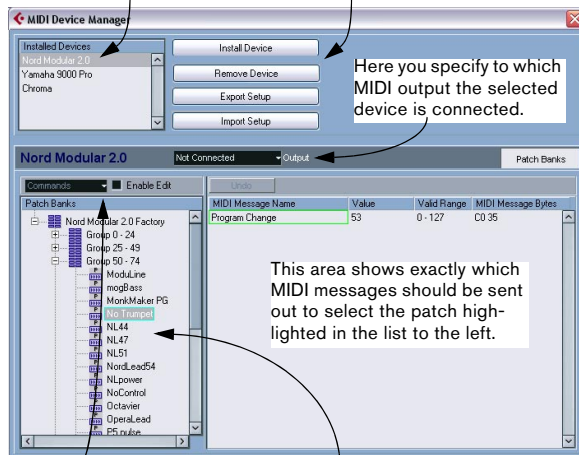 MIDI Device Manager
Installed Devices
Nord Modular 2.0
Yamaha 9000 Pro
Chroma
Install Device
Remove Device
Export Setup
Import Setup
Here you specify to which
MIDI output the selected
device is connected.
Nord Modular 2.0
Not Connected
Output
Patch Banks
Commands
Enable Edit
Undo
Patch Banks
Nord Modular 2.0 Factory
Group 0 - 24
Group 25 - 49
Group 50 - 74
ModuLine
mogBass
MonkMaker PG
No Trumpet
NL44
NL47
NL51
NordLead54
NLpower
NoControl
Octavier
OperaLead
P5 pulse
MIDI Message Name Value Valid Range MIDI Message Bytes
Program Change 53 0 - 127 C0 35
This area shows exactly which
MIDI messages should be sent
out to select the patch high-
lighted in the list to the left.